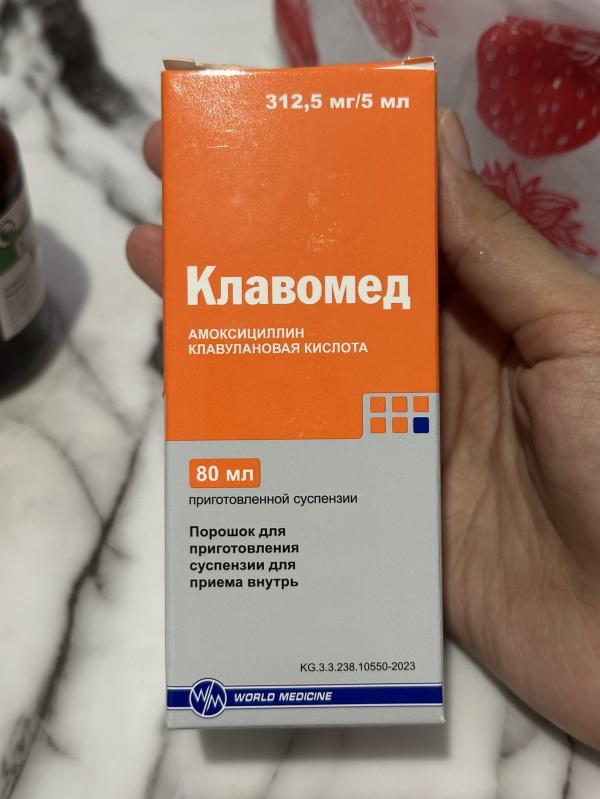 312,5 мг/5 мл
Клавомед
АМОКСИЦИЛЛИН
КЛАВУЛАНОВАЯ КИСЛОТА
80 мл
приготовленной суспензии
Порошок для
приготовления
суспензии для
приема внутрь
KG.3.3.238.10550-2023
WM WORLD MEDICINE